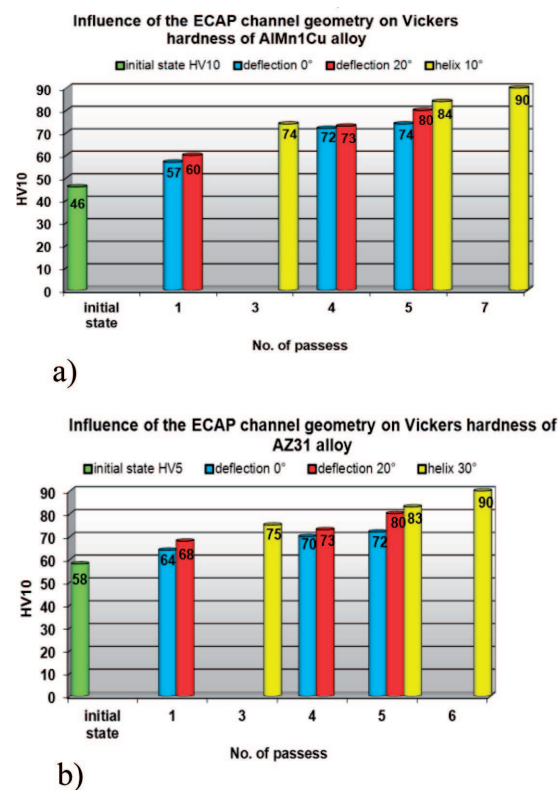 Influence of the ECAP channel geometry on Vickers
hardness of AlMn1Cu alloy
initial state HV10 deflection 0° deflection 20° helix 10°
90
80
70
60
50
40
30
20
10
0
HV10
46
57
60
74
72
73
74
80
84
90
initial
state
1 3 4 5 7
No. of passess
a)
Influence of the ECAP channel geometry on Vickers hardness of
AZ31 alloy
initial state HV5 deflection 0° deflection 20° helix 30°
90
80
70
60
50
40
30
20
10
0
HV10
58
64
68
75
70
73
72
80
83
90
initial
state
1 3 4 5 6
No. of passess
b)